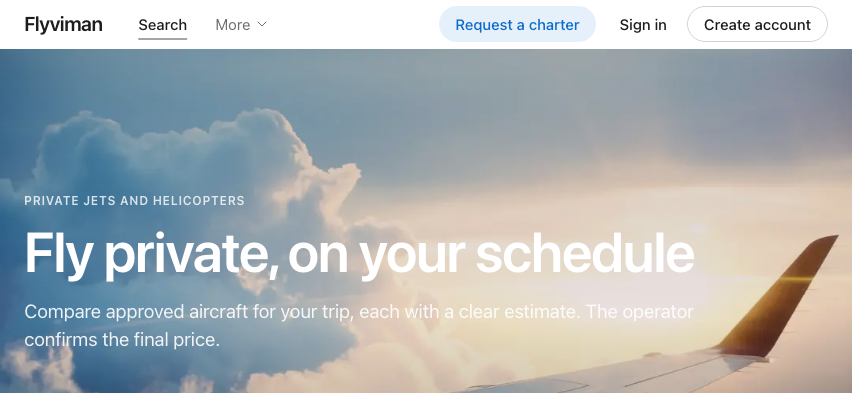 Flyviman
Search
More
Request a charter
Sign in
Create account
PRIVATE JETS AND HELICOPTERS
Fly private, on your schedule
Compare approved aircraft for your trip, each with a clear estimate. The operator
confirms the final price.